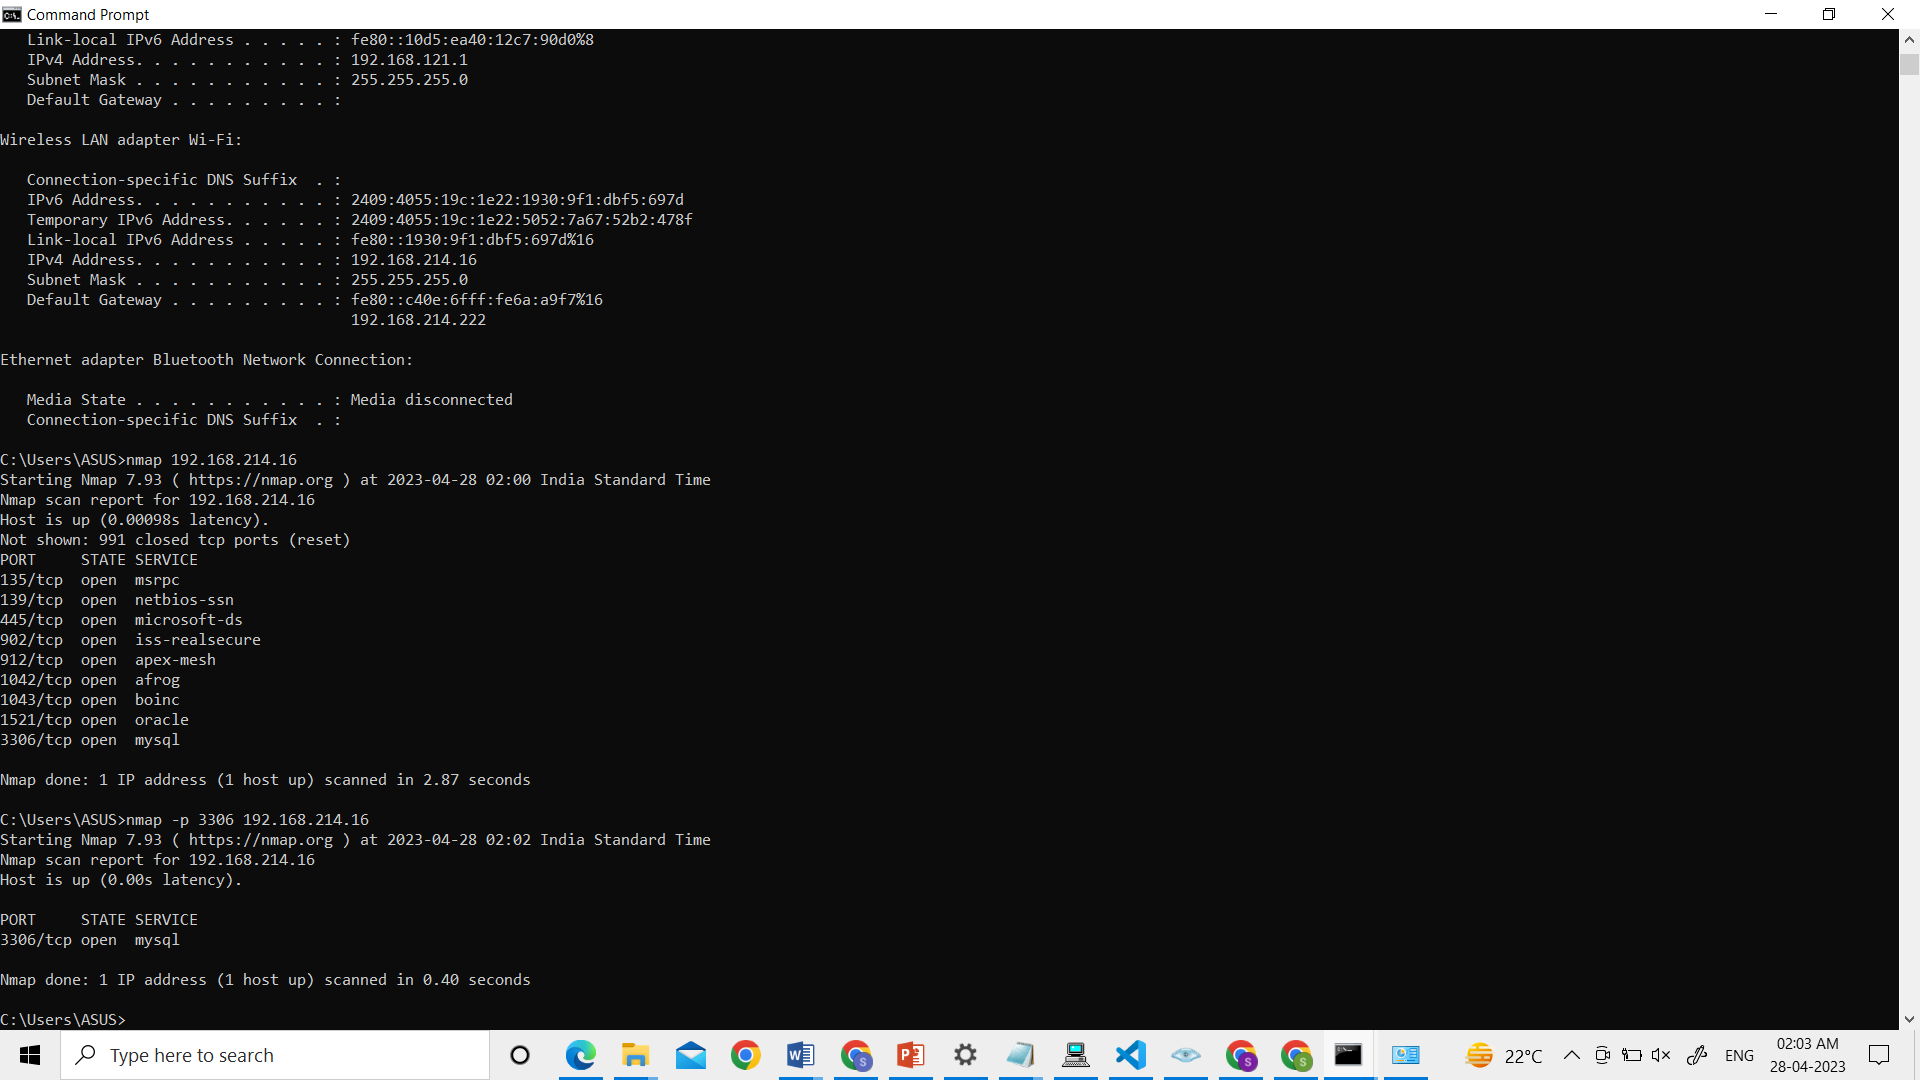 Command Prompt
Link-local IPv6 Address . . . . . : fe80::10d5:ea40:12c7:90d0%8
IPv4 Address. . . . . . . . . . . : 192.168.121.1
Subnet Mask . . . . . . . . . . . : 255.255.255.0
Default Gateway . . . . . . . . . :
Wireless LAN adapter Wi-Fi:
Connection-specific DNS Suffix  . :
IPv6 Address. . . . . . . . . . . : 2409:4055:19c:1e22:1930:9f1:dbf5:697d
Temporary IPv6 Address. . . . . . : 2409:4055:19c:1e22:5052:7a67:52b2:478f
Link-local IPv6 Address . . . . . : fe80::1930:9f1:dbf5:697d%16
IPv4 Address. . . . . . . . . . . : 192.168.214.16
Subnet Mask . . . . . . . . . . . : 255.255.255.0
Default Gateway . . . . . . . . . : fe80::c40e:6fff:fe6a:a9f7%16
192.168.214.222
Ethernet adapter Bluetooth Network Connection:
Media State . . . . . . . . . . . : Media disconnected
Connection-specific DNS Suffix  . :
C:\Users\ASUS>nmap 192.168.214.16
Starting Nmap 7.93 ( https://nmap.org ) at 2023-04-28 02:00 India Standard Time
Nmap scan report for 192.168.214.16
Host is up (0.00098s latency).
Not shown: 991 closed tcp ports (reset)
PORT     STATE SERVICE
135/tcp  open  msrpc
139/tcp  open  netbios-ssn
445/tcp  open  microsoft-ds
902/tcp  open  iss-realsecure
912/tcp  open  apex-mesh
1042/tcp open  afrog
1043/tcp open  boinc
1521/tcp open  oracle
3306/tcp open  mysql
Nmap done: 1 IP address (1 host up) scanned in 2.87 seconds
C:\Users\ASUS>nmap -p 3306 192.168.214.16
Starting Nmap 7.93 ( https://nmap.org ) at 2023-04-28 02:02 India Standard Time
Nmap scan report for 192.168.214.16
Host is up (0.00s latency).
PORT     STATE SERVICE
3306/tcp open  mysql
Nmap done: 1 IP address (1 host up) scanned in 0.40 seconds
C:\Users\ASUS>
Type here to search
22°C
ENG
02:03 AM
28-04-2023